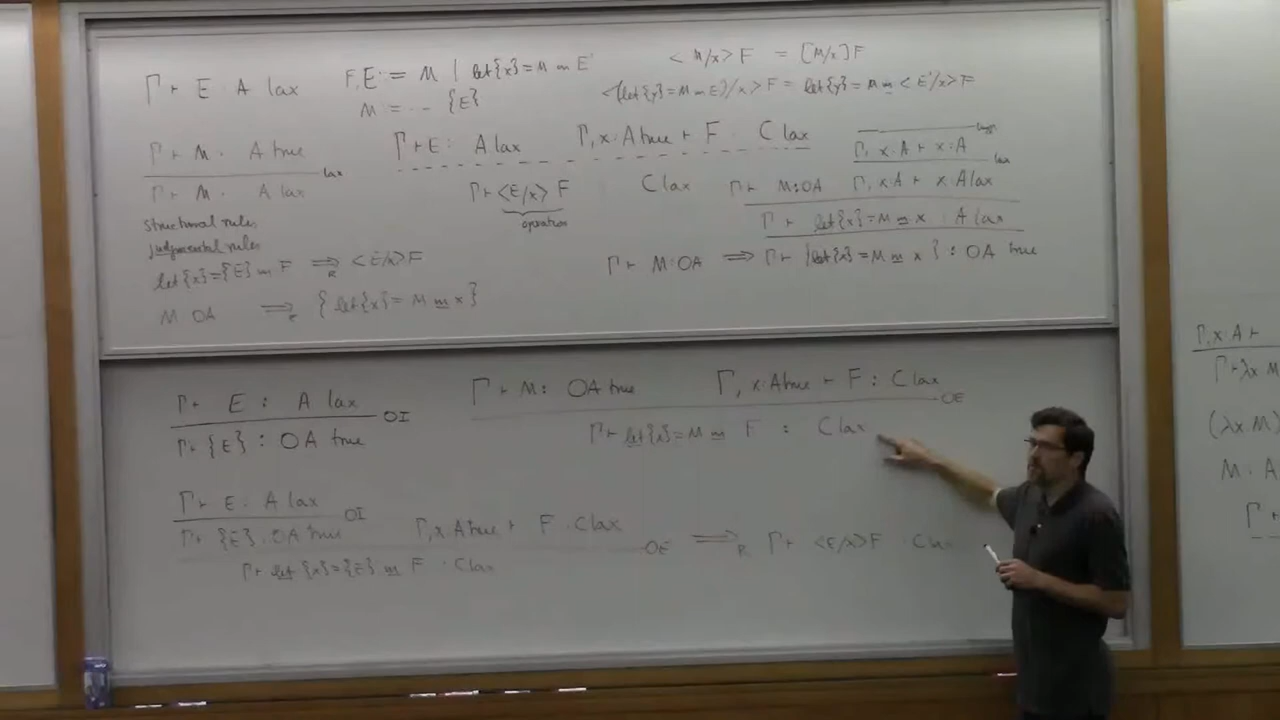 Γ ⊢ E : A lax
F, E ::= M | let{x}=M in E'
M ::= ... {E}
<M/x>F = [M/x]F
<(let{y}=M in E')/x>F = let{y}=M in <E'/x>F
Γ ⊢ M : A true
Γ ⊢ M : A lax
lax
Γ ⊢ E : A lax Γ, x:A true ⊢ F : C lax
Γ ⊢ <E/x>F C lax
operation
Γ, x:A ⊢ x:A
lax
Γ ⊢ M:OA Γ, x:A ⊢ x:A lax
Γ ⊢ let{x}=M in x : A lax
structural rules
judgmental rules
let{x}={E} in F ⟹R <E/x>F
M:OA ⟹ {let{x}=M in x}
Γ ⊢ M:OA ⟹ Γ ⊢ {let{x}=M in x} : OA true
Γ ⊢ E : A lax
OI
Γ ⊢ {E} : OA true
Γ ⊢ M : OA true Γ, x:A true ⊢ F : C lax
OE
Γ ⊢ let{x}=M in F : C lax
Γ ⊢ E : A lax
OI
Γ ⊢ {E} : OA true Γ, x:A true ⊢ F : C lax
OE
Γ ⊢ let{x}={E} in F : C lax
⟹R Γ ⊢ <E/x>F
Γ, x:A ⊢
Γ ⊢ λx.M
(λx.M)
M : A
Γ ⊢